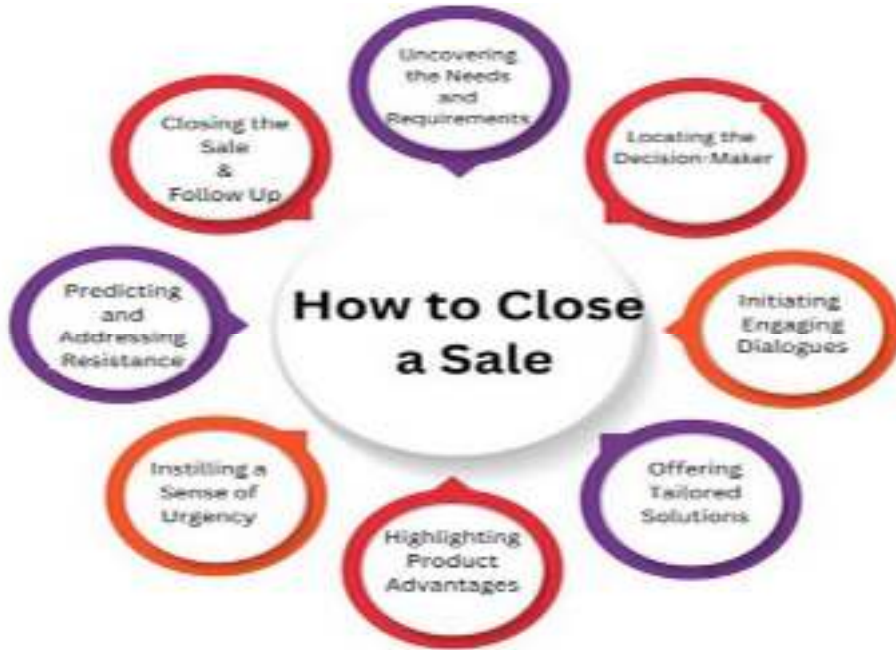 How to Close
a Sale
Uncovering
the Needs
and
Requirements
Locating the
Decision-Maker
Initiating
Engaging
Dialogues
Offering
Tailored
Solutions
Highlighting
Product
Advantages
Instilling a
Sense of
Urgency
Predicting
and
Addressing
Resistance
Closing the
Sale
&
Follow Up